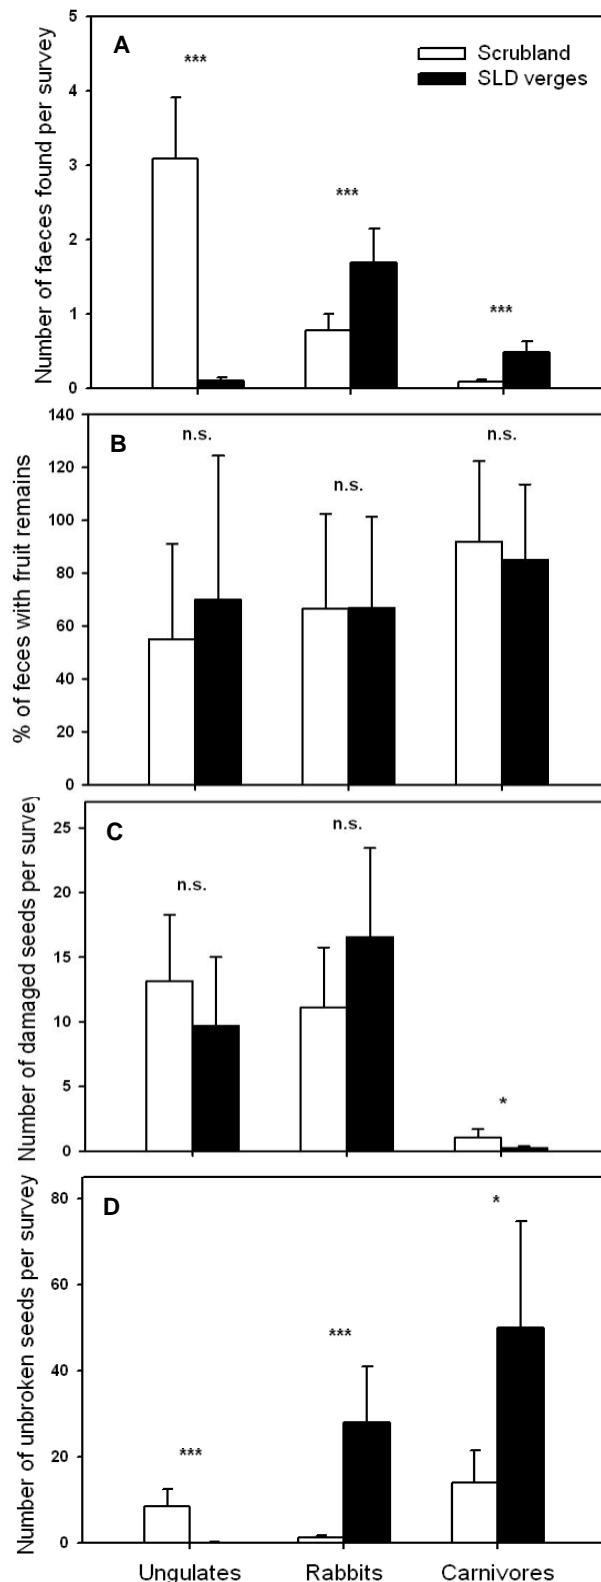 Number of faeces found per survey
5
4
3
2
1
0
A
***
***
***
Scrubland
SLD verges
% of feces with fruit remains
140
120
100
80
60
40
20
0
B
n.s.
n.s.
n.s.
Number of damaged seeds per survey
25
20
15
10
5
0
C
n.s.
n.s.
*
Number of unbroken seeds per survey
80
60
40
20
0
D
***
***
*
Ungulates Rabbits Carnivores